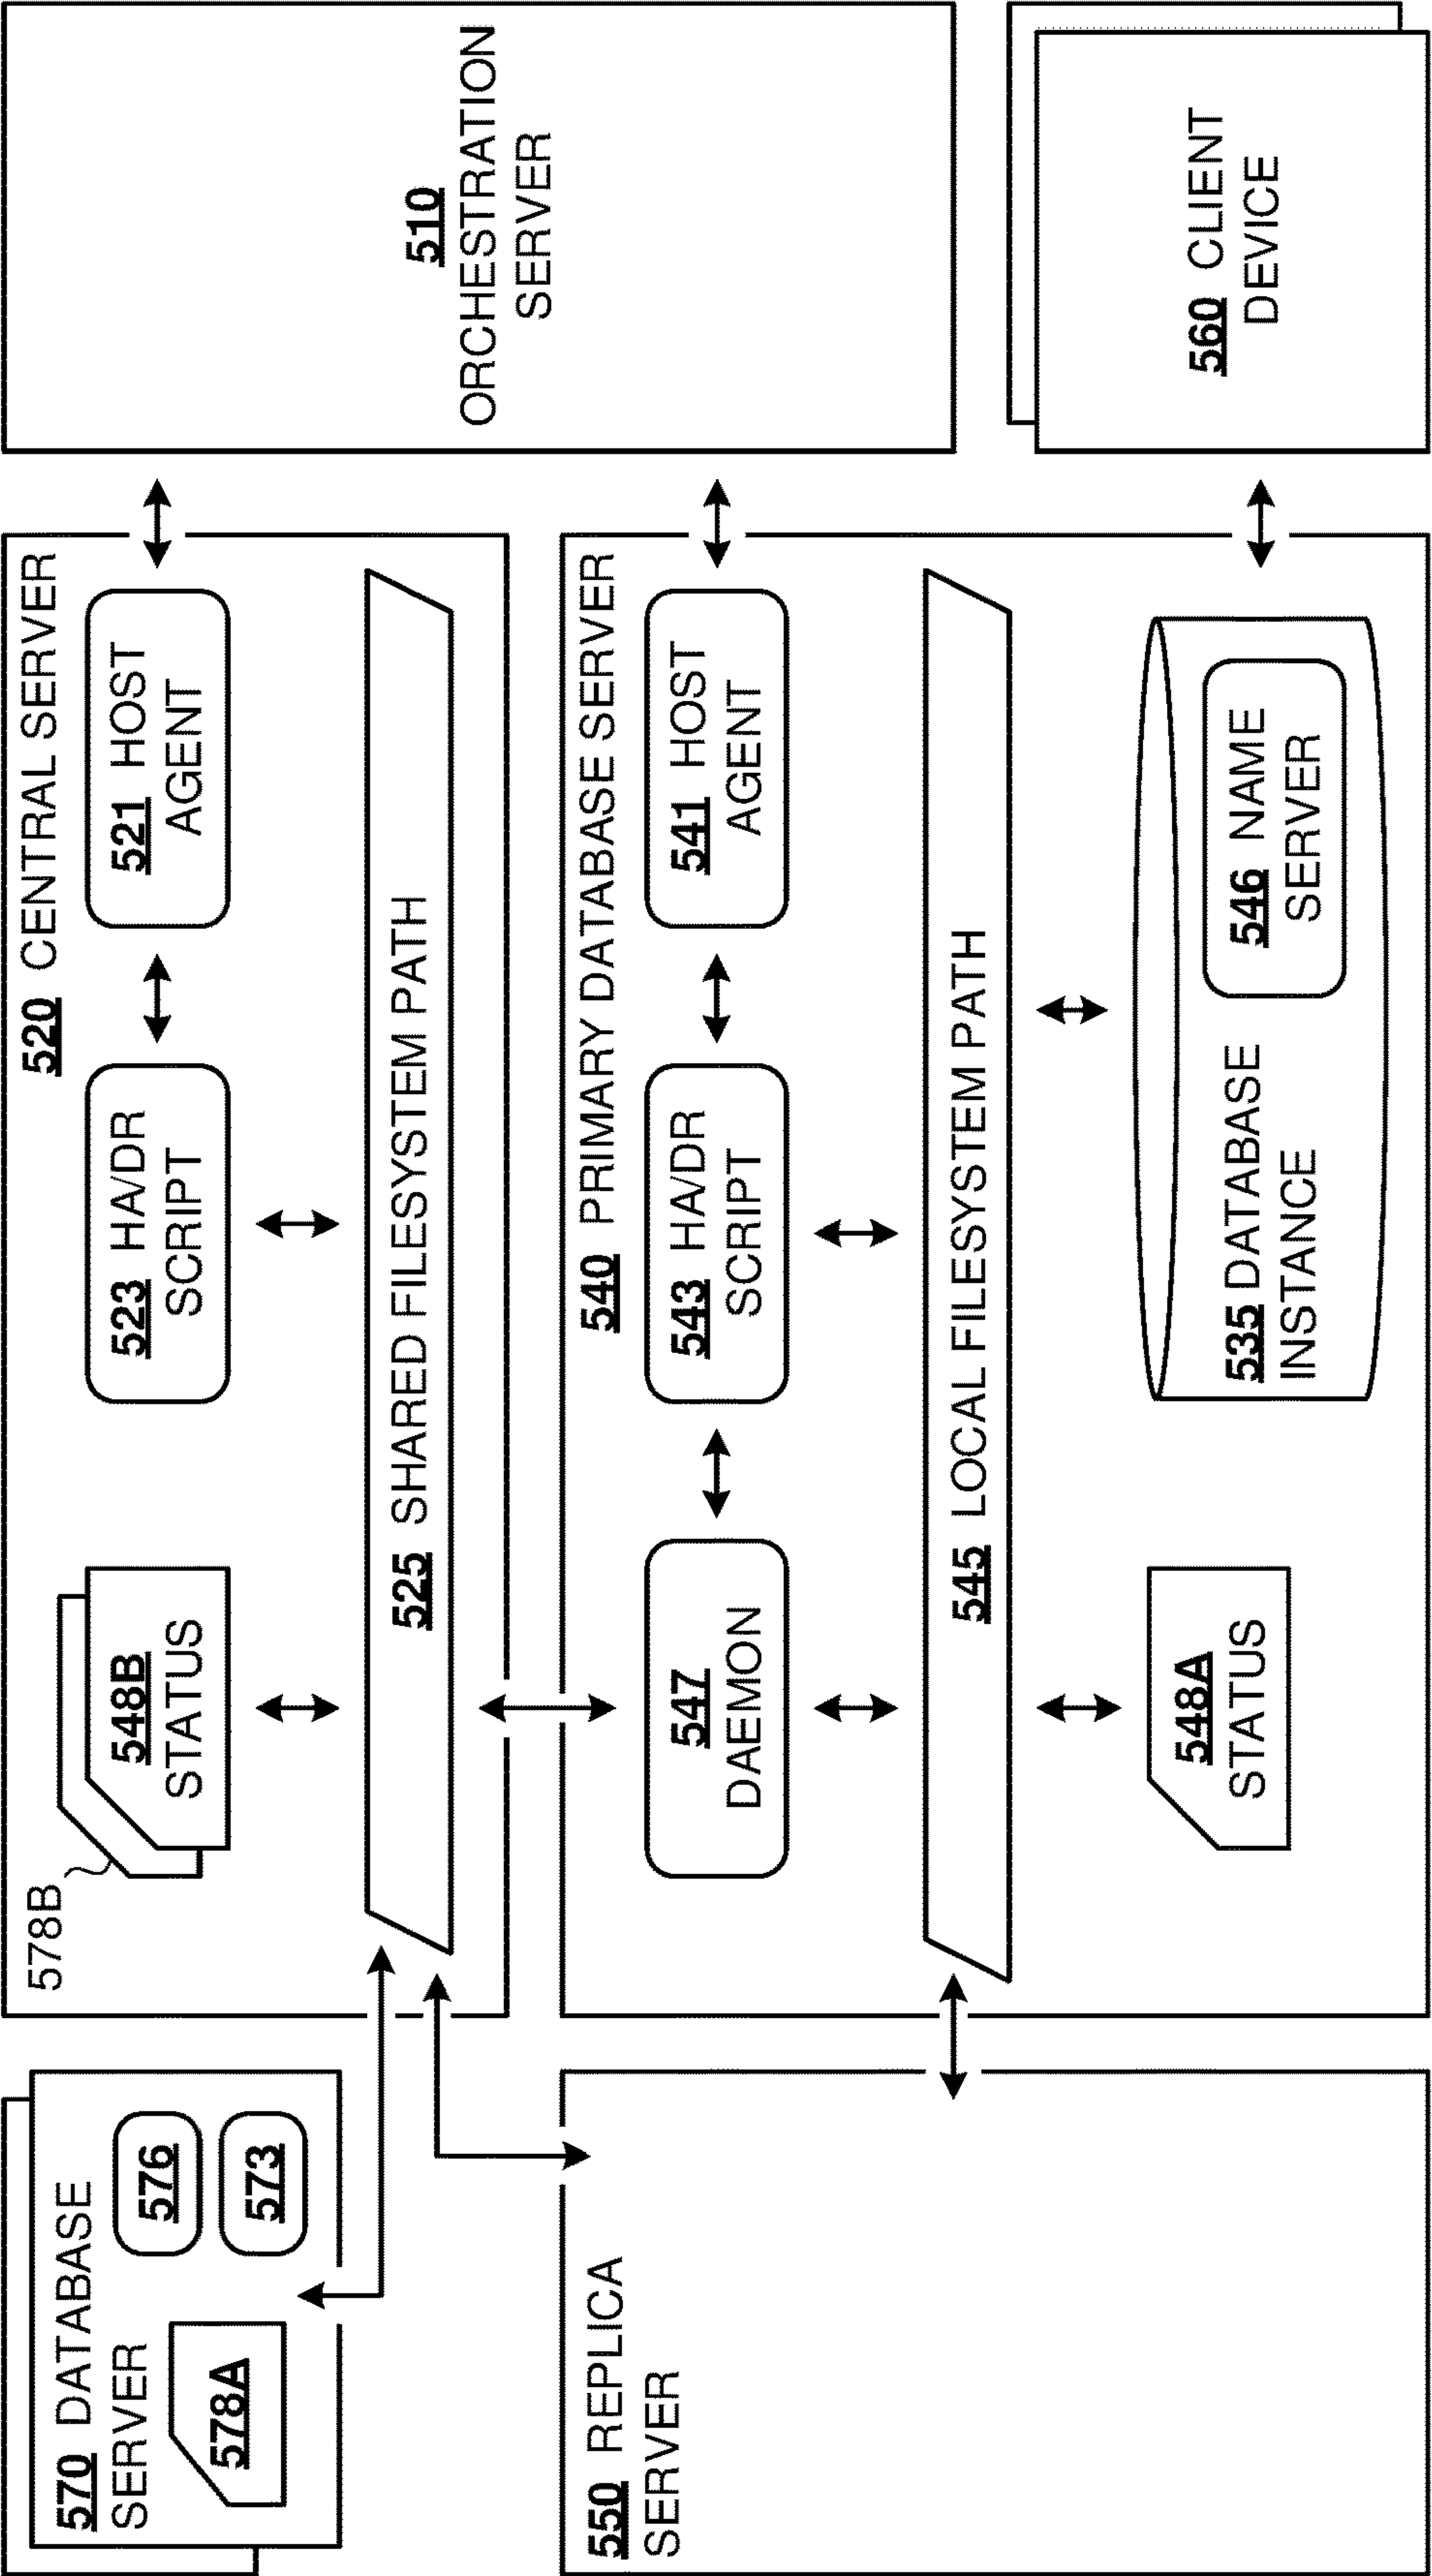 570 DATABASE
SERVER
576
573
578A
578B
520 CENTRAL SERVER
548B
STATUS
523 HA/DR
SCRIPT
521 HOST
AGENT
525 SHARED FILESYSTEM PATH
510
ORCHESTRATION
SERVER
550 REPLICA
SERVER
540 PRIMARY DATABASE SERVER
547
DAEMON
543 HA/DR
SCRIPT
541 HOST
AGENT
545 LOCAL FILESYSTEM PATH
548A
STATUS
535 DATABASE
INSTANCE
546 NAME
SERVER
560 CLIENT
DEVICE